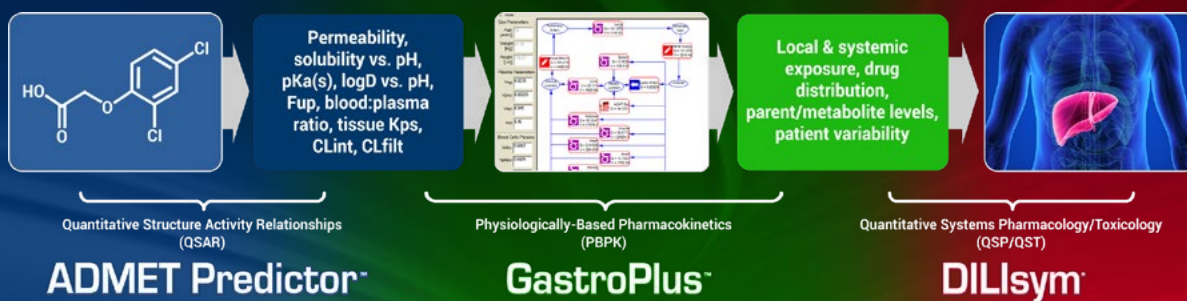 Cl
HO
O
O
Cl
Permeability,
solubility vs. pH,
pKa(s), logD vs. pH,
Fup, blood:plasma
ratio, tissue Kps,
CLint, CLfilt
Local & systemic
exposure, drug
distribution,
parent/metabolite levels,
patient variability
Quantitative Structure Activity Relationships
(QSAR)
Physiologically-Based Pharmacokinetics
(PBPK)
Quantitative Systems Pharmacology/Toxicology
(QSP/QST)
ADMET Predictor™
GastroPlus™
DILIsym